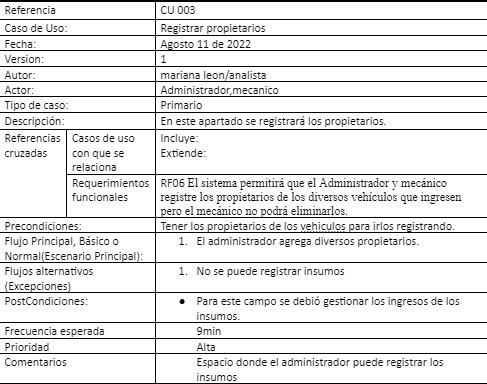 Referencia CU 003
Caso de Uso: Registrar propietarios
Fecha: Agosto 11 de 2022
Version: 1
Autor: mariana leon/analista
Actor: Administrador,mecanico
Tipo de caso: Primario
Descripción: En este apartado se registrará los propietarios.
Referencias cruzadas
Casos de uso con que se relaciona
Incluye:
Extiende:
Requerimientos funcionales
RF06 El sistema permitirá que el Administrador y mecánico
registre los propietarios de los diversos vehículos que ingresen
pero el mecánico no podrá eliminarlos.
Precondiciones: Tener los propietarios de los vehiculos para irlos registrando.
Flujo Principal, Básico o
Normal(Escenario Principal):
1. El administrador agrega diversos propietarios.
Flujos alternativos
(Excepciones)
1. No se puede registrar insumos
PostCondiciones:
● Para este campo se debió gestionar los ingresos de los
insumos.
Frecuencia esperada 9min
Prioridad Alta
Comentarios
Espacio donde el administrador puede registrar los
insumos